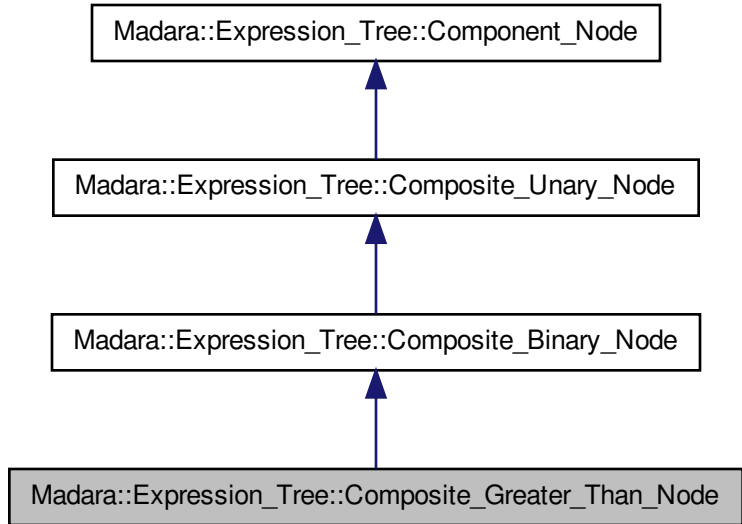 Madara::Expression_Tree::Component_Node
Madara::Expression_Tree::Composite_Unary_Node
Madara::Expression_Tree::Composite_Binary_Node
Madara::Expression_Tree::Composite_Greater_Than_Node